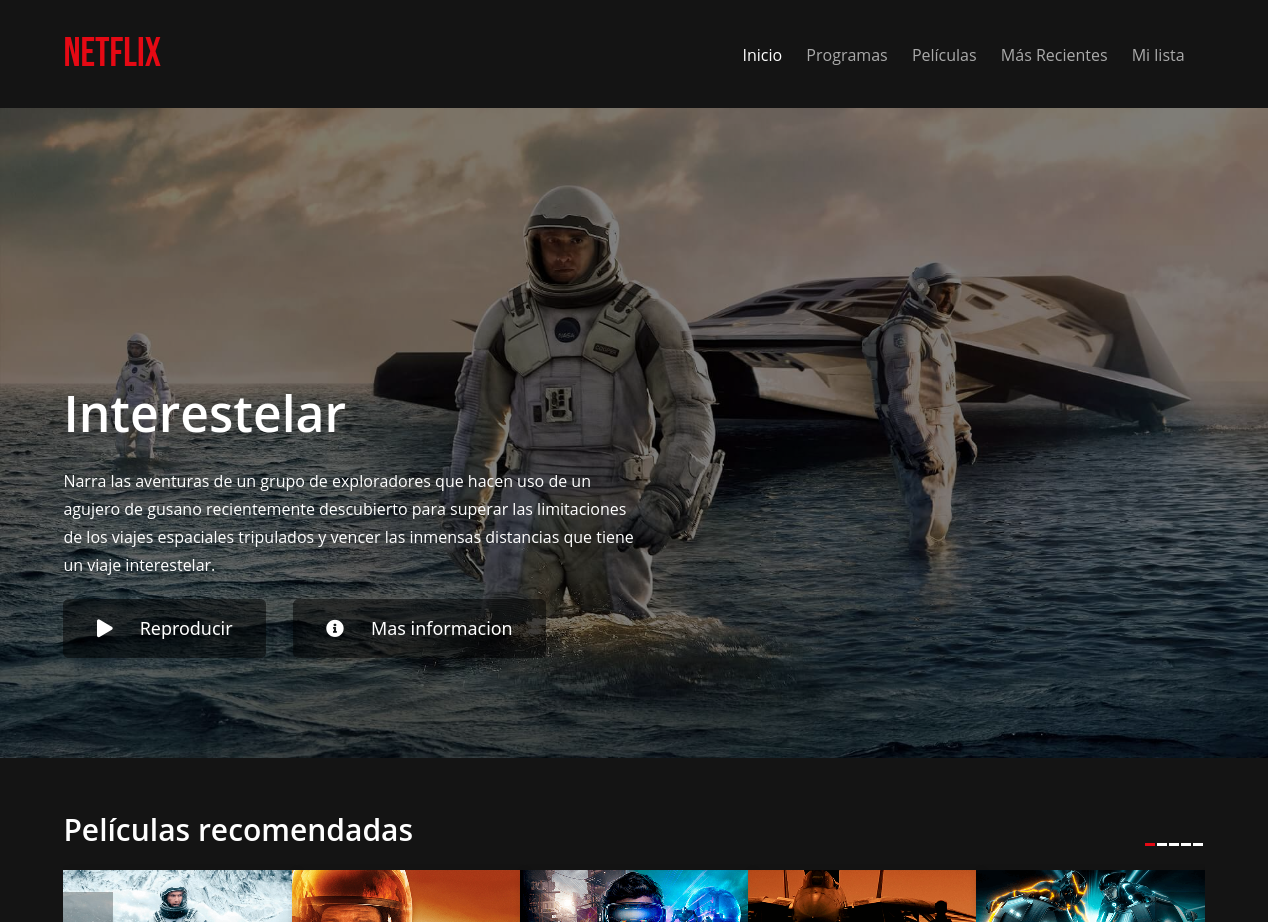 NETFLIX
Inicio Programas Películas Más Recientes Mi lista
Interestelar
Narra las aventuras de un grupo de exploradores que hacen uso de un
agujero de gusano recientemente descubierto para superar las limitaciones
de los viajes espaciales tripulados y vencer las inmensas distancias que tiene
un viaje interestelar.
Reproducir
Mas informacion
Películas recomendadas